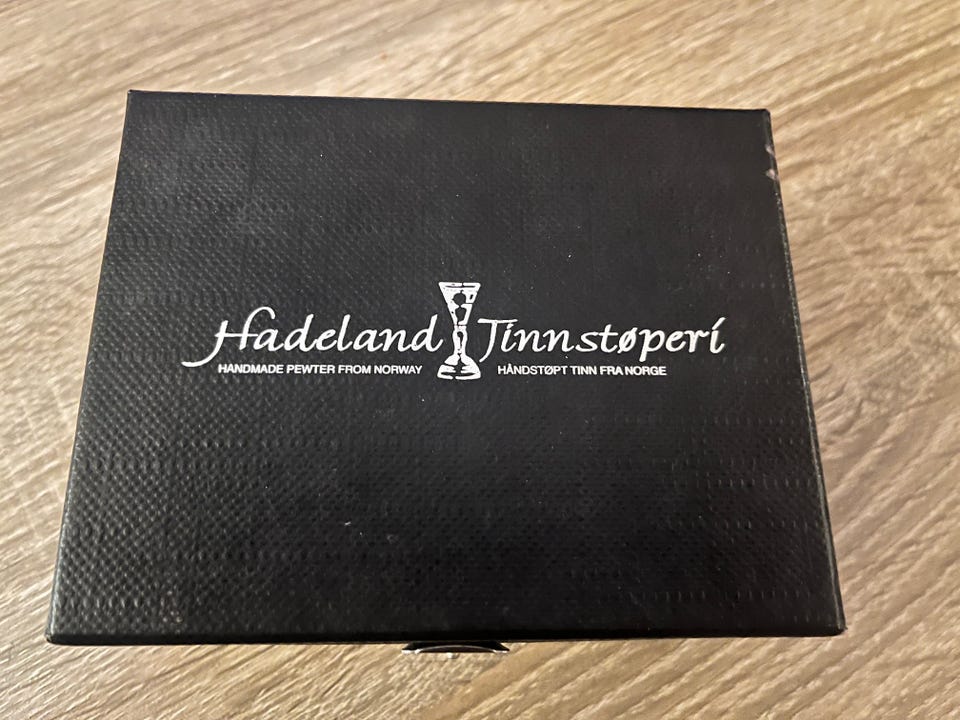 Hadeland Tinnstøperi
HANDMADE PEWTER FROM NORWAY HÅNDSTØPT TINN FRA NORGE